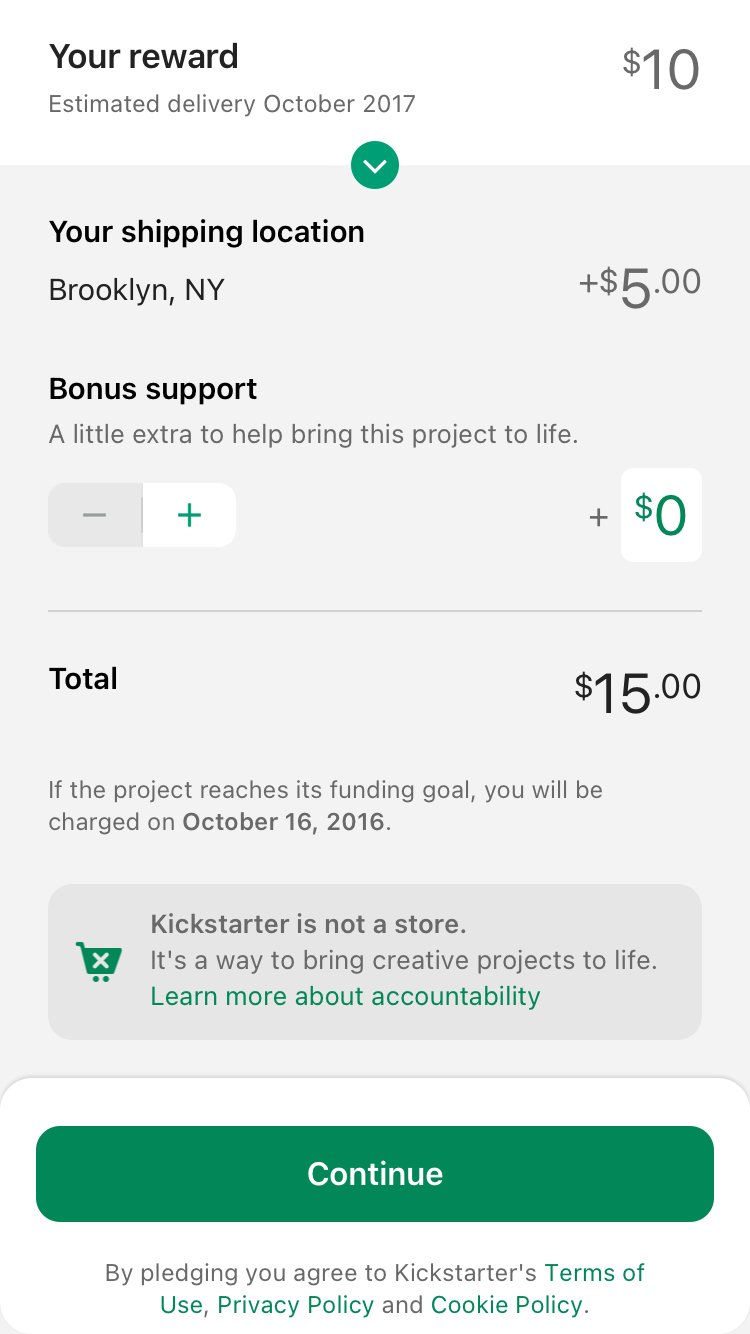 Your reward
$10
Estimated delivery October 2017
Your shipping location
Brooklyn, NY
+$5.00
Bonus support
A little extra to help bring this project to life.
− +
+ $0
Total
$15.00
If the project reaches its funding goal, you will be
charged on October 16, 2016.
Kickstarter is not a store.
It's a way to bring creative projects to life.
Learn more about accountability
Continue
By pledging you agree to Kickstarter's Terms of
Use, Privacy Policy and Cookie Policy.